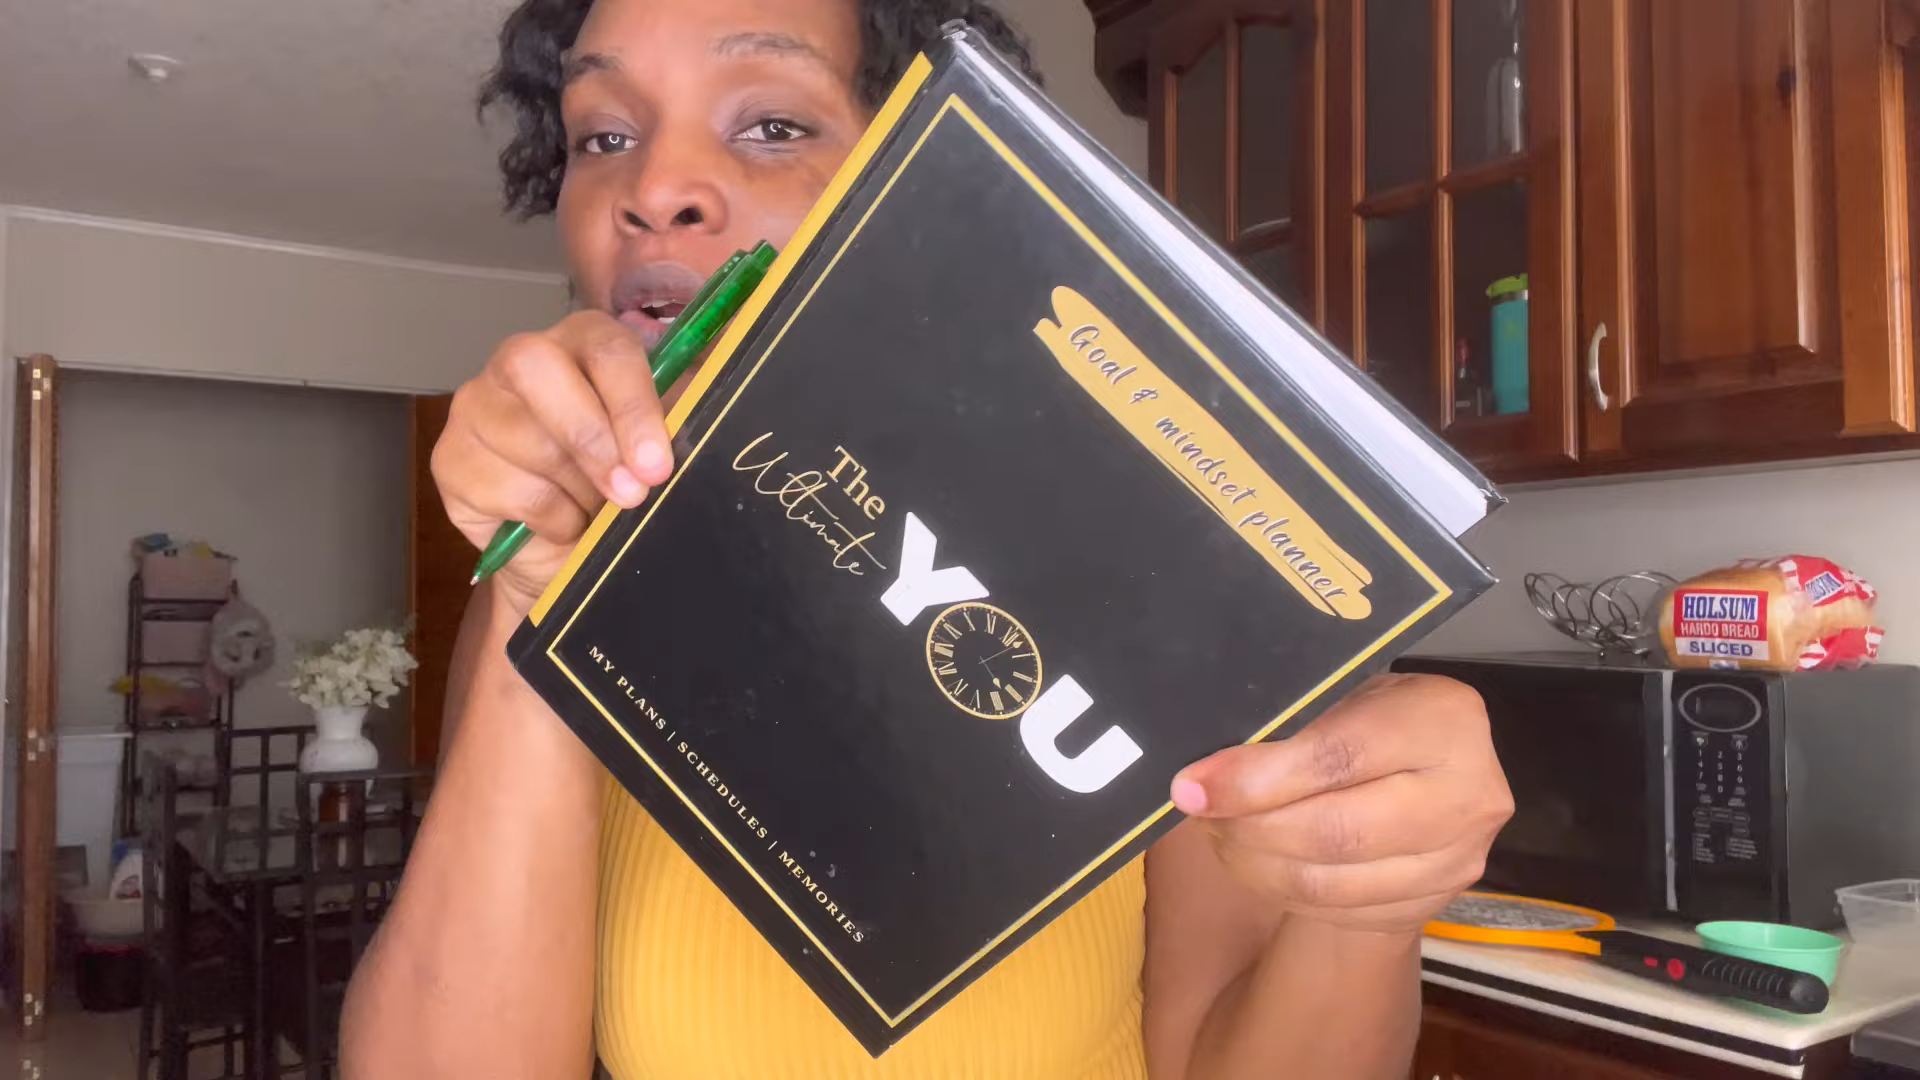 Goal & mindset planner
The
Ultimate
YOU
MY PLANS | SCHEDULES | MEMORIES
HOLSUM
HARDO BREAD
SLICED